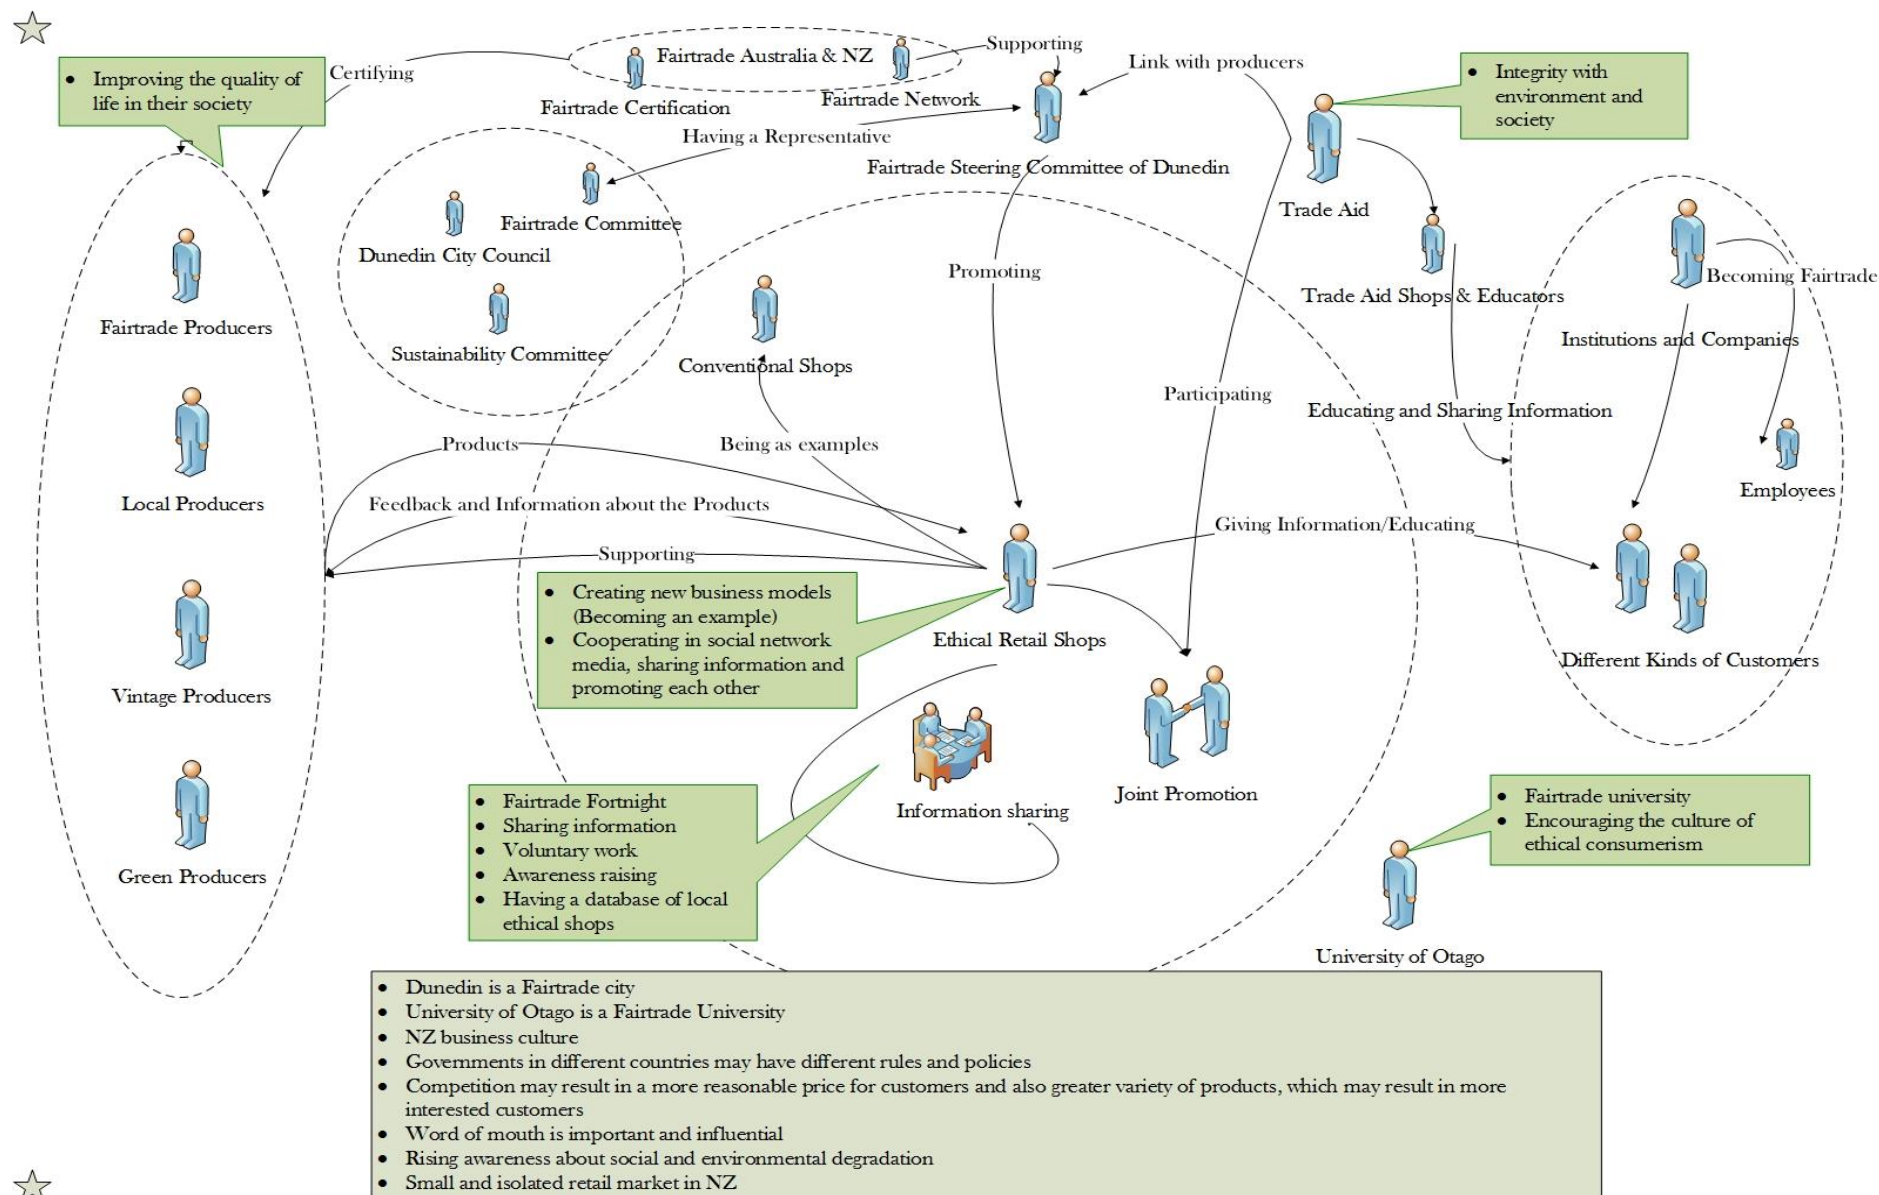 Fairtrade Australia & NZ
Supporting
Link with producers
Certifying
• Improving the quality of
life in their society
• Integrity with
environment and
society
Fairtrade Certification
Fairtrade Network
Having a Representative
Fairtrade Steering Committee of Dunedin
Trade Aid
Fairtrade Committee
Dunedin City Council
Sustainability Committee
Fairtrade Producers
Promoting
Trade Aid Shops & Educators
Becoming Fairtrade
Institutions and Companies
Conventional Shops
Participating
Educating and Sharing Information
Products
Being as examples
Local Producers
Feedback and Information about the Products
Employees
Giving Information/Educating
Supporting
• Creating new business models
(Becoming an example)
• Cooperating in social network
media, sharing information and
promoting each other
Ethical Retail Shops
Different Kinds of Customers
Vintage Producers
Information sharing
Joint Promotion
• Fairtrade Fortnight
• Sharing information
• Voluntary work
• Awareness raising
• Having a database of local
ethical shops
• Fairtrade university
• Encouraging the culture of
ethical consumerism
Green Producers
University of Otago
• Dunedin is a Fairtrade city
• University of Otago is a Fairtrade University
• NZ business culture
• Governments in different countries may have different rules and policies
• Competition may result in a more reasonable price for customers and also greater variety of products, which may result in more
interested customers
• Word of mouth is important and influential
• Rising awareness about social and environmental degradation
• Small and isolated retail market in NZ